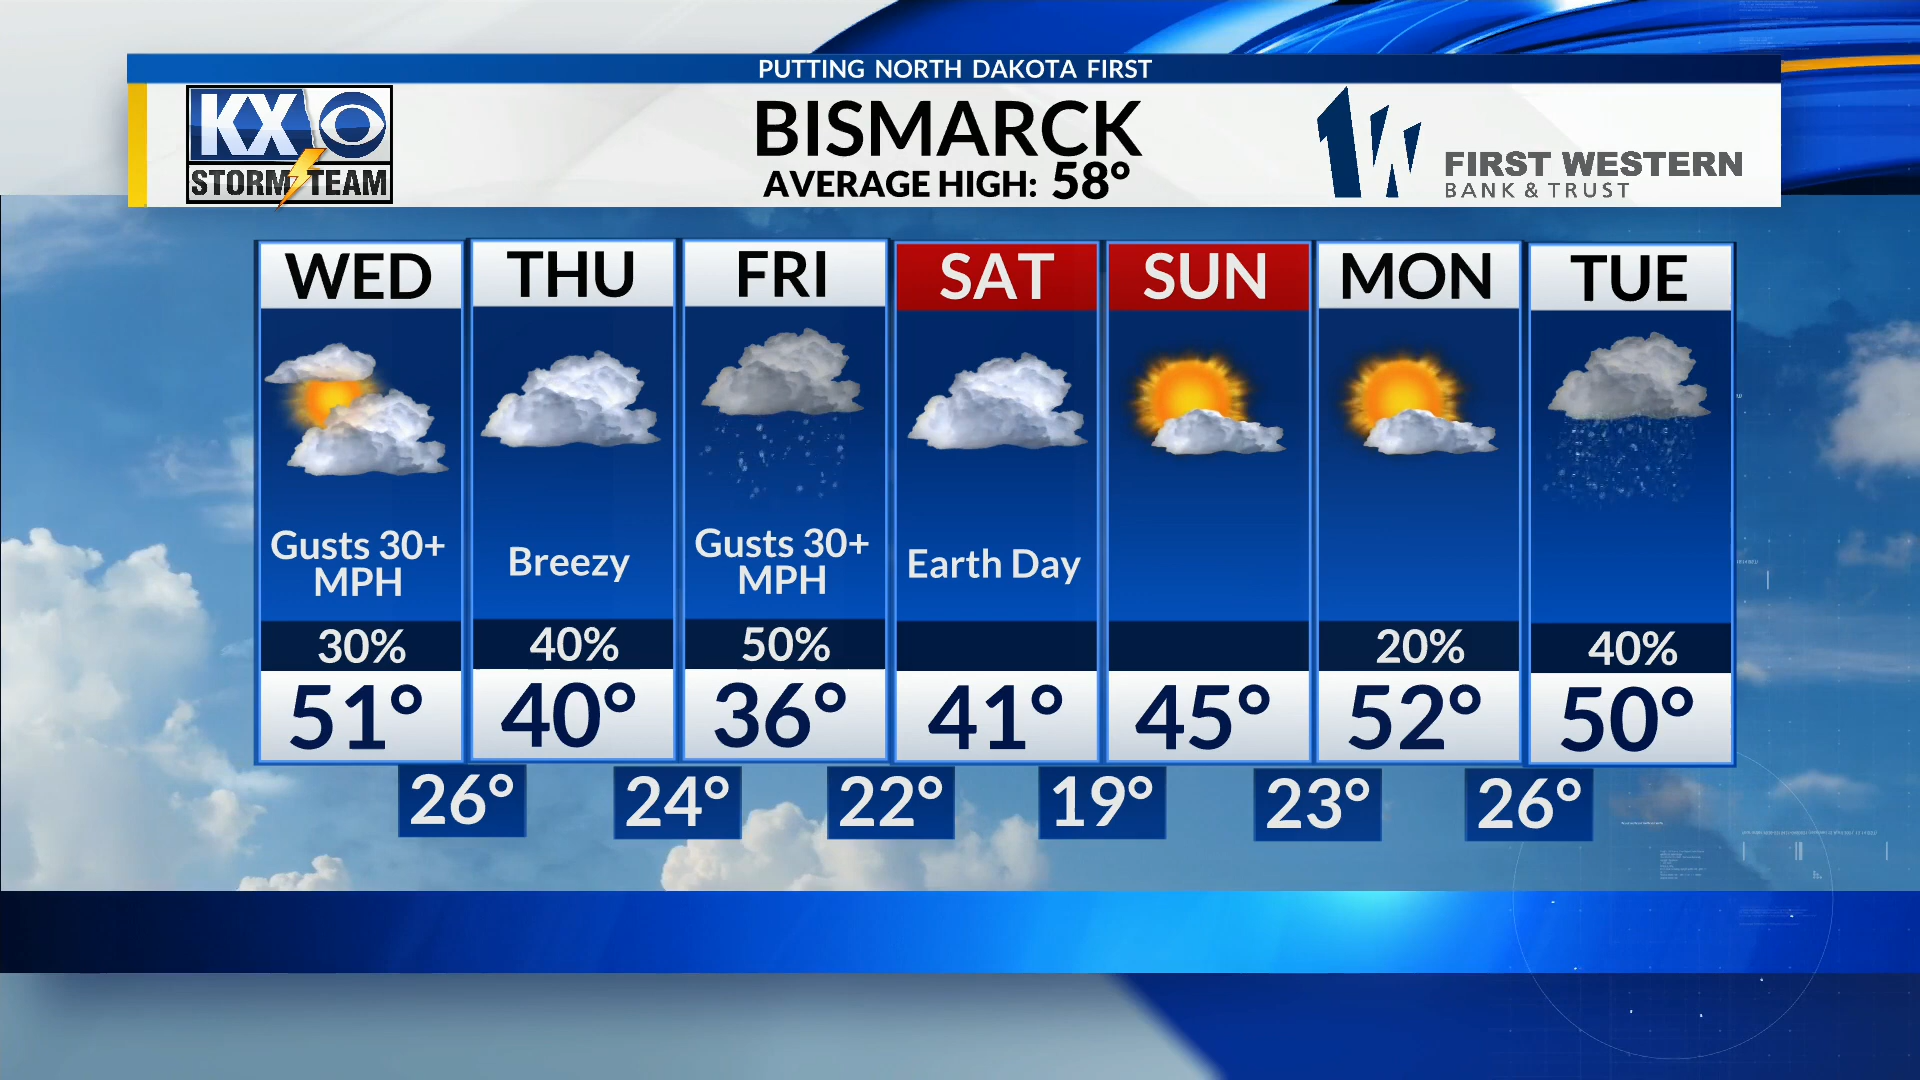 PUTTING NORTH DAKOTA FIRST
KX
STORM TEAM
BISMARCK
AVERAGE HIGH: 58°
1W
FIRST WESTERN
BANK & TRUST
WED
THU
FRI
SAT
SUN
MON
TUE
Gusts 30+
MPH
Breezy
Gusts 30+
MPH
Earth Day
30%
40%
50%
20%
40%
51°
40°
36°
41°
45°
52°
50°
26°
24°
22°
19°
23°
26°